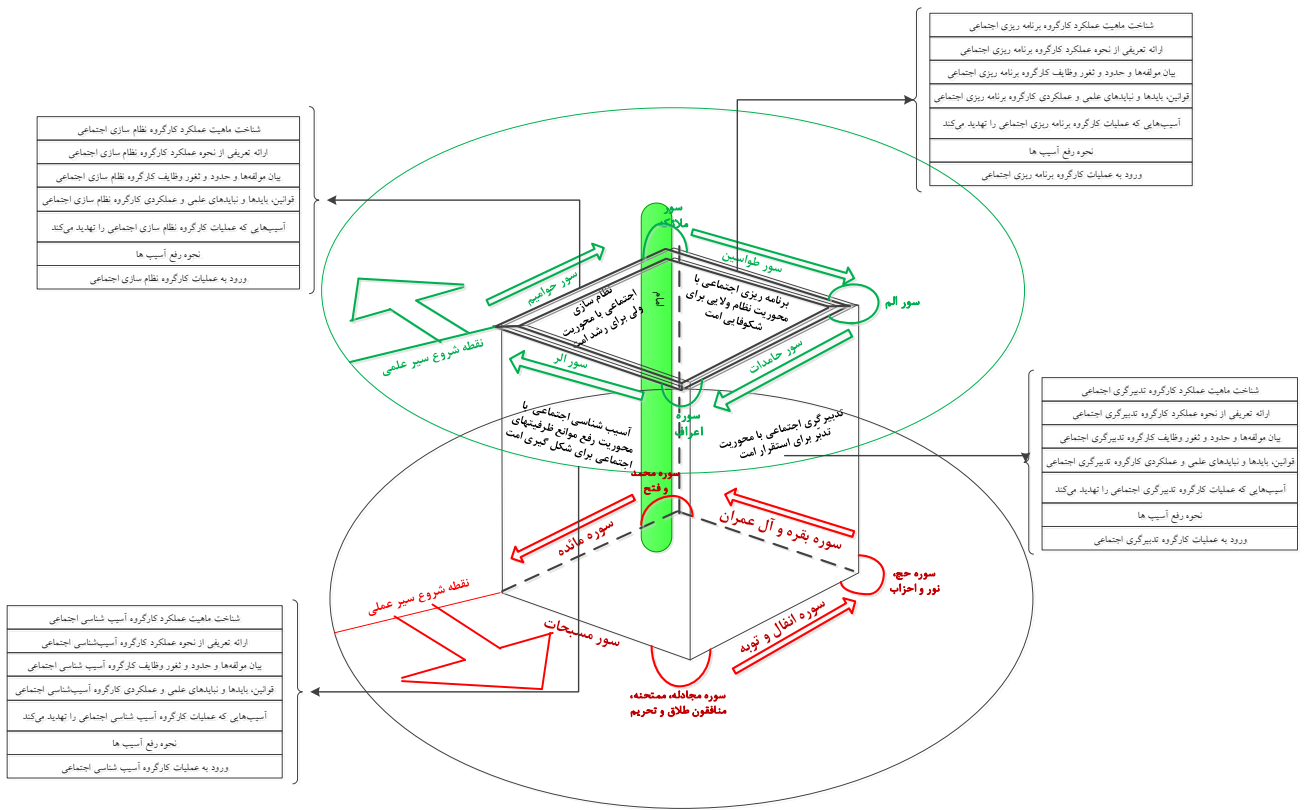 شناخت ماهیت عملکرد کارگروه برنامه ریزی اجتماعی
ارائه تعریفی از نحوه عملکرد کارگروه برنامه ریزی اجتماعی
بیان مولفه‌ها و حدود و ثغور وظایف کارگروه برنامه ریزی اجتماعی
قوانین، بایدها و نبایدهای علمی و عملکردی کارگروه برنامه ریزی اجتماعی
آسیب‌هایی که عملیات کارگروه برنامه ریزی اجتماعی را تهدید می‌کند
نحوه رفع آسیب ها
ورود به عملیات کارگروه برنامه ریزی اجتماعی
شناخت ماهیت عملکرد کارگروه نظام سازی اجتماعی
ارائه تعریفی از نحوه عملکرد کارگروه نظام سازی اجتماعی
بیان مولفه‌ها و حدود و ثغور وظایف کارگروه نظام سازی اجتماعی
قوانین، بایدها و نبایدهای علمی و عملکردی کارگروه نظام سازی اجتماعی
آسیب‌هایی که عملیات کارگروه نظام سازی اجتماعی را تهدید می‌کند
نحوه رفع آسیب ها
ورود به عملیات کارگروه نظام سازی اجتماعی
سور
ملائکه
سور طواسین
سور حوامیم
امام
برنامه ریزی اجتماعی با
محوریت نظام ولایی برای
شکوفایی امت
نظام سازی
اجتماعی با محوریت
ولی برای رشد امت
سور الم
سور حامدات
سور الر
نقطه شروع سیر علمی
سوره
اعراف
آسیب شناسی اجتماعی با
محوریت رفع موانع ظرفیتهای
اجتماعی برای شکل گیری امت
تدبیرگری اجتماعی با محوریت
تدبّر برای استقرار امت
شناخت ماهیت عملکرد کارگروه تدبیرگری اجتماعی
ارائه تعریفی از نحوه عملکرد کارگروه تدبیرگری اجتماعی
بیان مولفه‌ها و حدود و ثغور وظایف کارگروه تدبیرگری اجتماعی
قوانین، بایدها و نبایدهای علمی و عملکردی کارگروه تدبیرگری اجتماعی
آسیب‌هایی که عملیات کارگروه تدبیرگری اجتماعی را تهدید می‌کند
نحوه رفع آسیب ها
ورود به عملیات کارگروه تدبیرگری اجتماعی
سوره محمد
و فتح
سوره بقره و آل عمران
سوره مائده
سوره حج،
نور و احزاب
نقطه شروع سیر عملی
سور مسبحات
سوره انفال و توبه
سوره مجادله، ممتحنه،
منافقون طلاق و تحریم
شناخت ماهیت عملکرد کارگروه آسیب شناسی اجتماعی
ارائه تعریفی از نحوه عملکرد کارگروه آسیب‌شناسی اجتماعی
بیان مولفه‌ها و حدود و ثغور وظایف کارگروه آسیب شناسی اجتماعی
قوانین، بایدها و نبایدهای علمی و عملکردی کارگروه آسیب‌شناسی اجتماعی
آسیب‌هایی که عملیات کارگروه آسیب شناسی اجتماعی را تهدید می‌کند
نحوه رفع آسیب ها
ورود به عملیات کارگروه آسیب شناسی اجتماعی